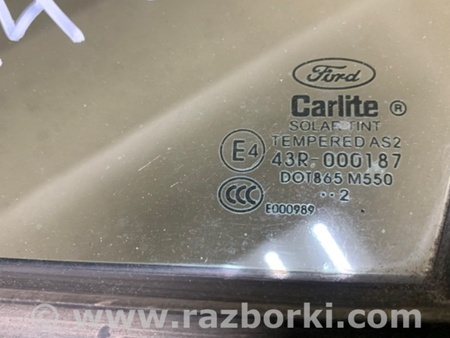 Ford
Carlite ®
SOLAR TINT
TEMPERED AS2
E4 43R-000187
DOT865 M550
·· 2
CCC E000989
www.razborki.com